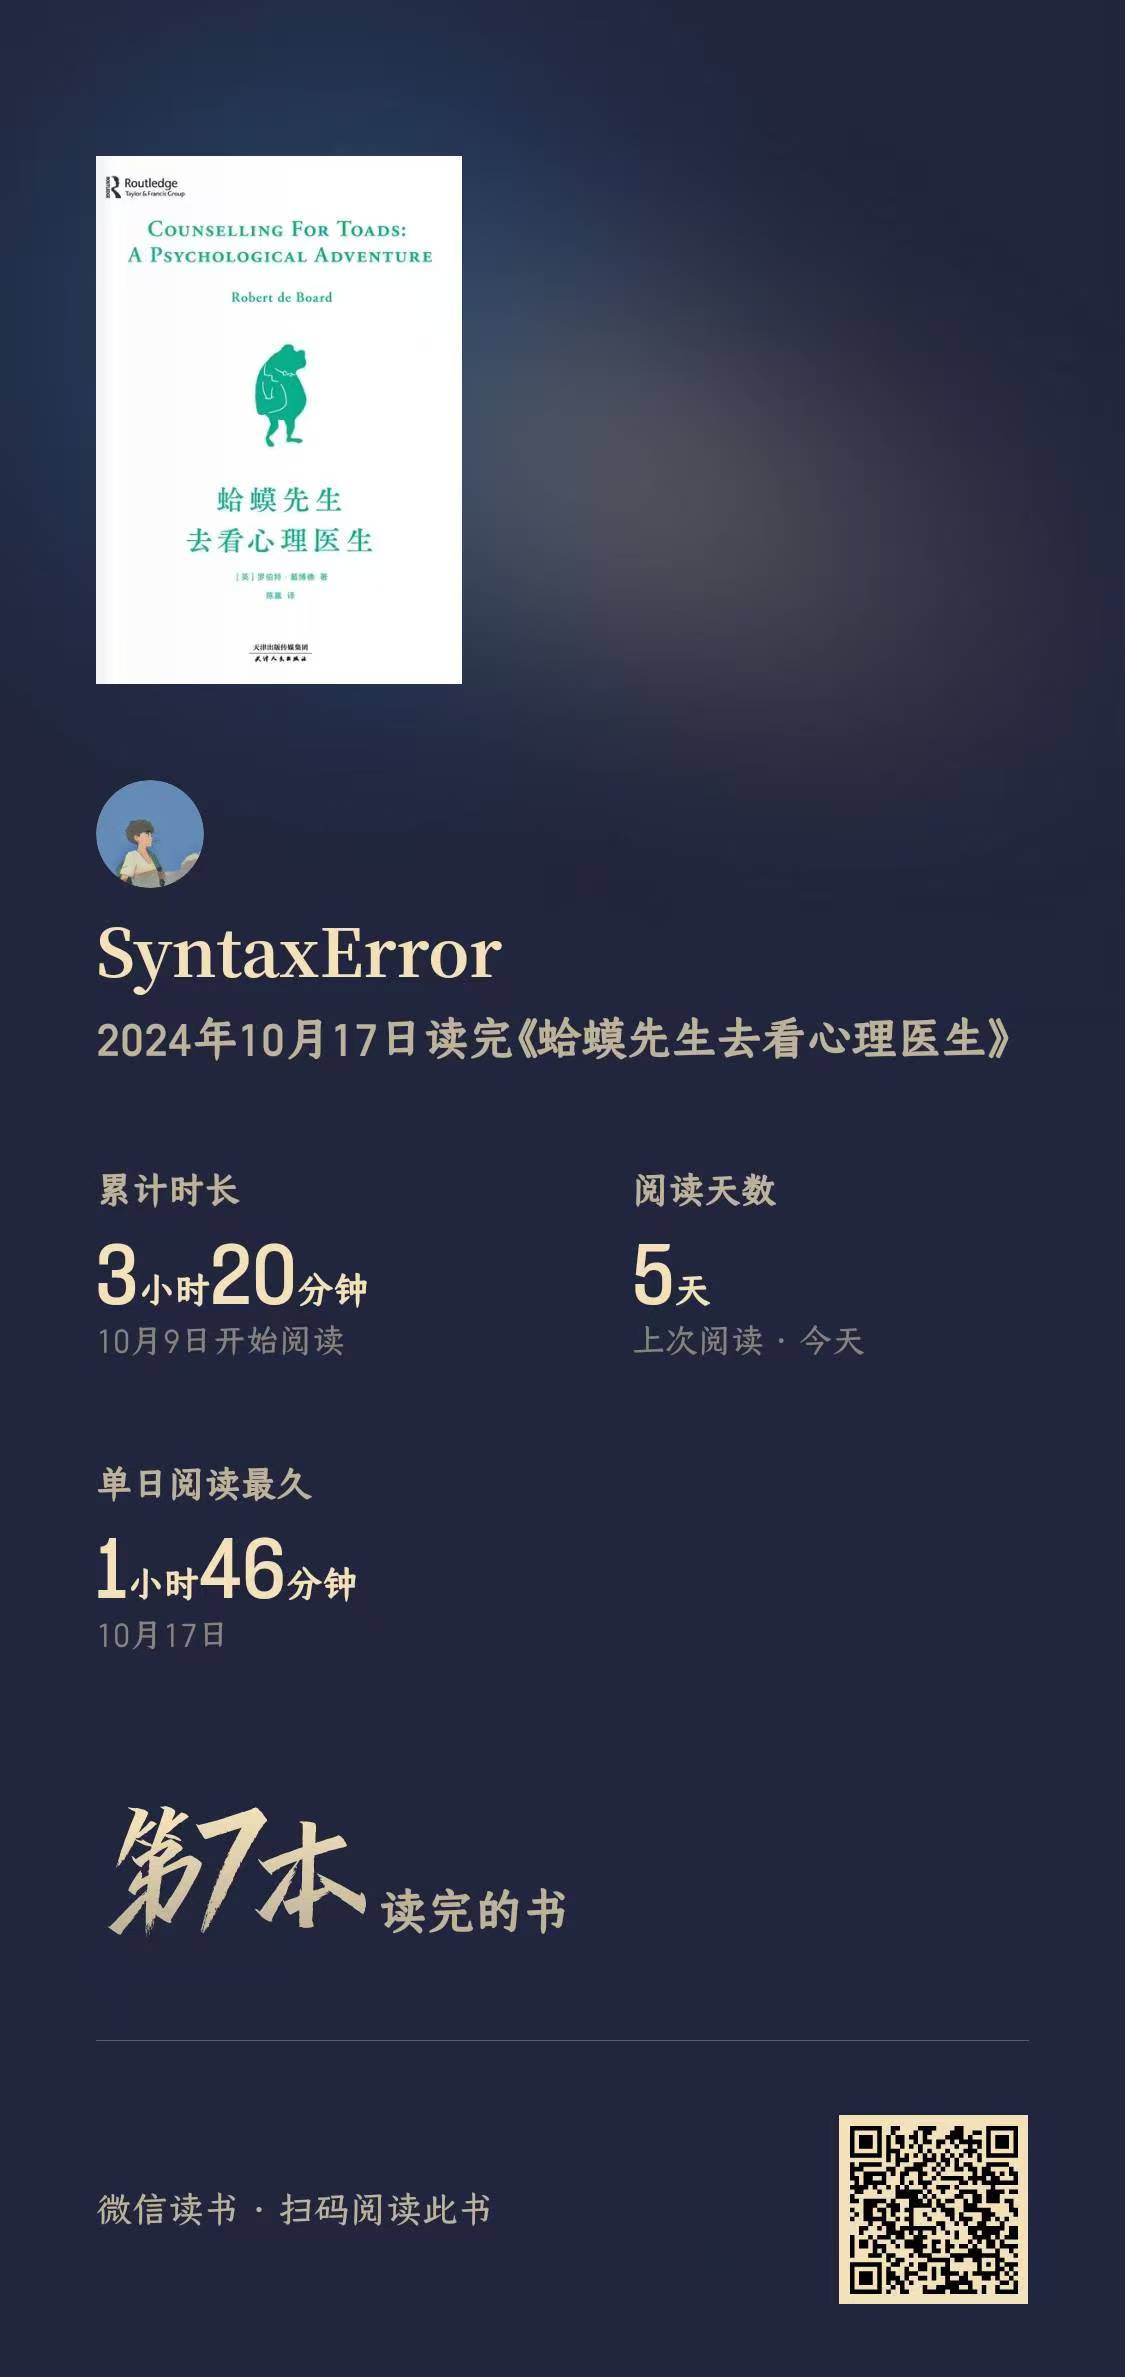 Routledge
Taylor & Francis Group
COUNSELLING FOR TOADS:
A PSYCHOLOGICAL ADVENTURE
Robert de Board
蛤蟆先生
去看心理医生
[英] 罗伯特·戴博德 著
陈赢 译
天津出版传媒集团
天津人民出版社
SyntaxError
2024年10月17日读完《蛤蟆先生去看心理医生》
累计时长
阅读天数
3小时20分钟
5天
10月9日开始阅读
上次阅读 · 今天
单日阅读最久
1小时46分钟
10月17日
第7本 读完的书
微信读书 · 扫码阅读此书